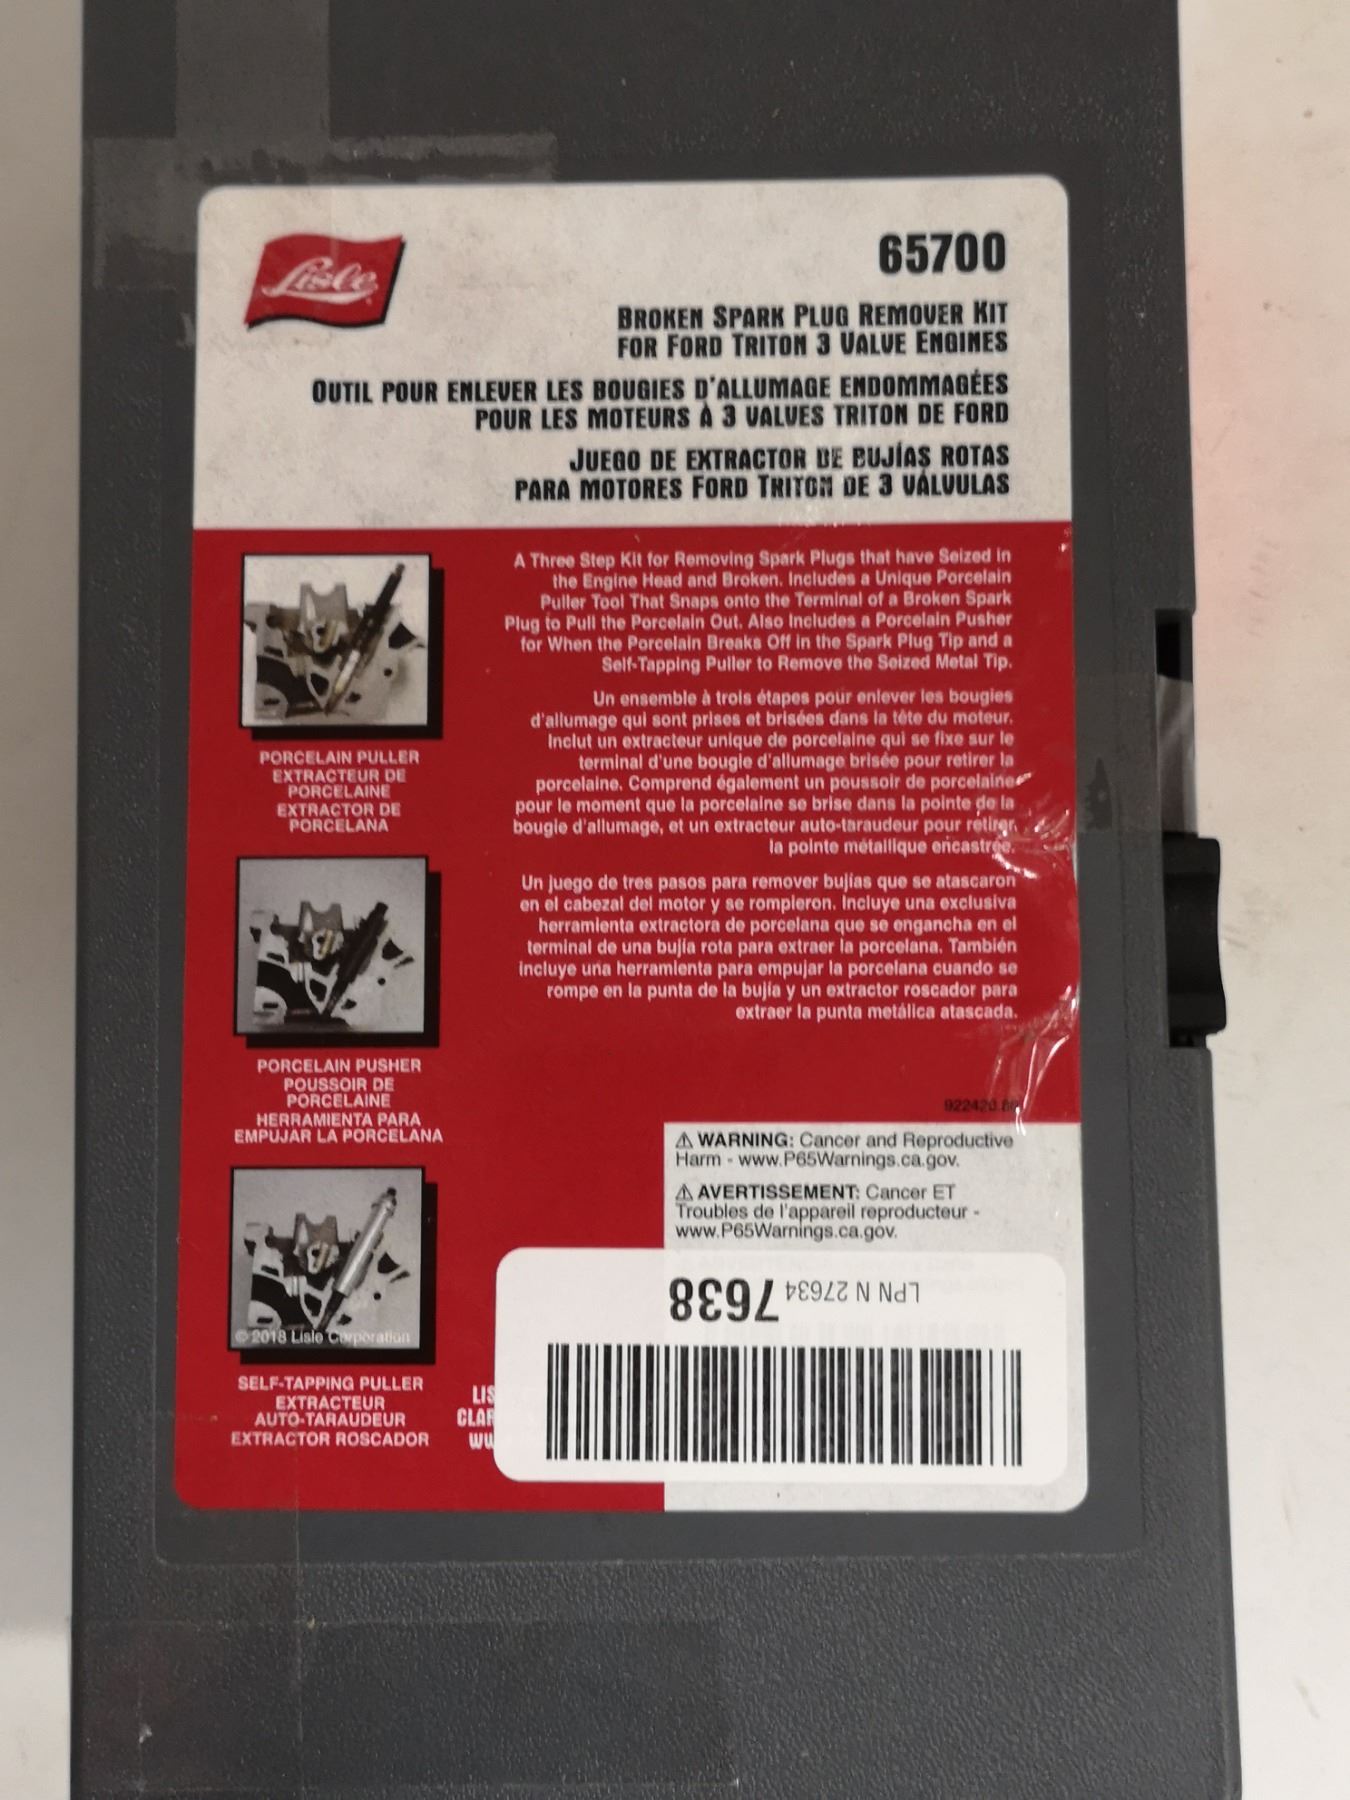 Lisle
65700
BROKEN SPARK PLUG REMOVER KIT
FOR FORD TRITON 3 VALVE ENGINES
OUTIL POUR ENLEVER LES BOUGIES D'ALLUMAGE ENDOMMAGÉES
POUR LES MOTEURS À 3 VALVES TRITON DE FORD
JUEGO DE EXTRACTOR DE BUJÍAS ROTAS
PARA MOTORES FORD TRITON DE 3 VÁLVULAS
A Three Step Kit for Removing Spark Plugs that have Seized in
the Engine Head and Broken. Includes a Unique Porcelain
Puller Tool That Snaps onto the Terminal of a Broken Spark
Plug to Pull the Porcelain Out. Also Includes a Porcelain Pusher
for When the Porcelain Breaks Off in the Spark Plug Tip and a
Self-Tapping Puller to Remove the Seized Metal Tip.
Un ensemble à trois étapes pour enlever les bougies
d'allumage qui sont prises et brisées dans la tête du moteur.
Inclut un extracteur unique de porcelaine qui se fixe sur le
terminal d'une bougie d'allumage brisée pour retirer la
porcelaine. Comprend également un poussoir de porcelaine
pour le moment que la porcelaine se brise dans la pointe de la
bougie d'allumage, et un extracteur auto-taraudeur pour retirer
la pointe métallique encastrée.
Un juego de tres pasos para remover bujías que se atascaron
en el cabezal del motor y se rompieron. Incluye una exclusiva
herramienta extractora de porcelana que se engancha en el
terminal de una bujía rota para extraer la porcelana. También
incluye una herramienta para empujar la porcelana cuando se
rompe en la punta de la bujía y un extractor roscador para
extraer la punta metálica atascada.
PORCELAIN PULLER
EXTRACTEUR DE
PORCELAINE
EXTRACTOR DE
PORCELANA
PORCELAIN PUSHER
POUSSOIR DE
PORCELAINE
HERRAMIENTA PARA
EMPUJAR LA PORCELANA
© 2018 Lisle Corporation
SELF-TAPPING PULLER
EXTRACTEUR
AUTO-TARAUDEUR
EXTRACTOR ROSCADOR
LIS
CLAR
WW
⚠ WARNING: Cancer and Reproductive
Harm - www.P65Warnings.ca.gov.
⚠ AVERTISSEMENT: Cancer ET
Troubles de l'appareil reproducteur -
www.P65Warnings.ca.gov.
LPN N 27634 7638